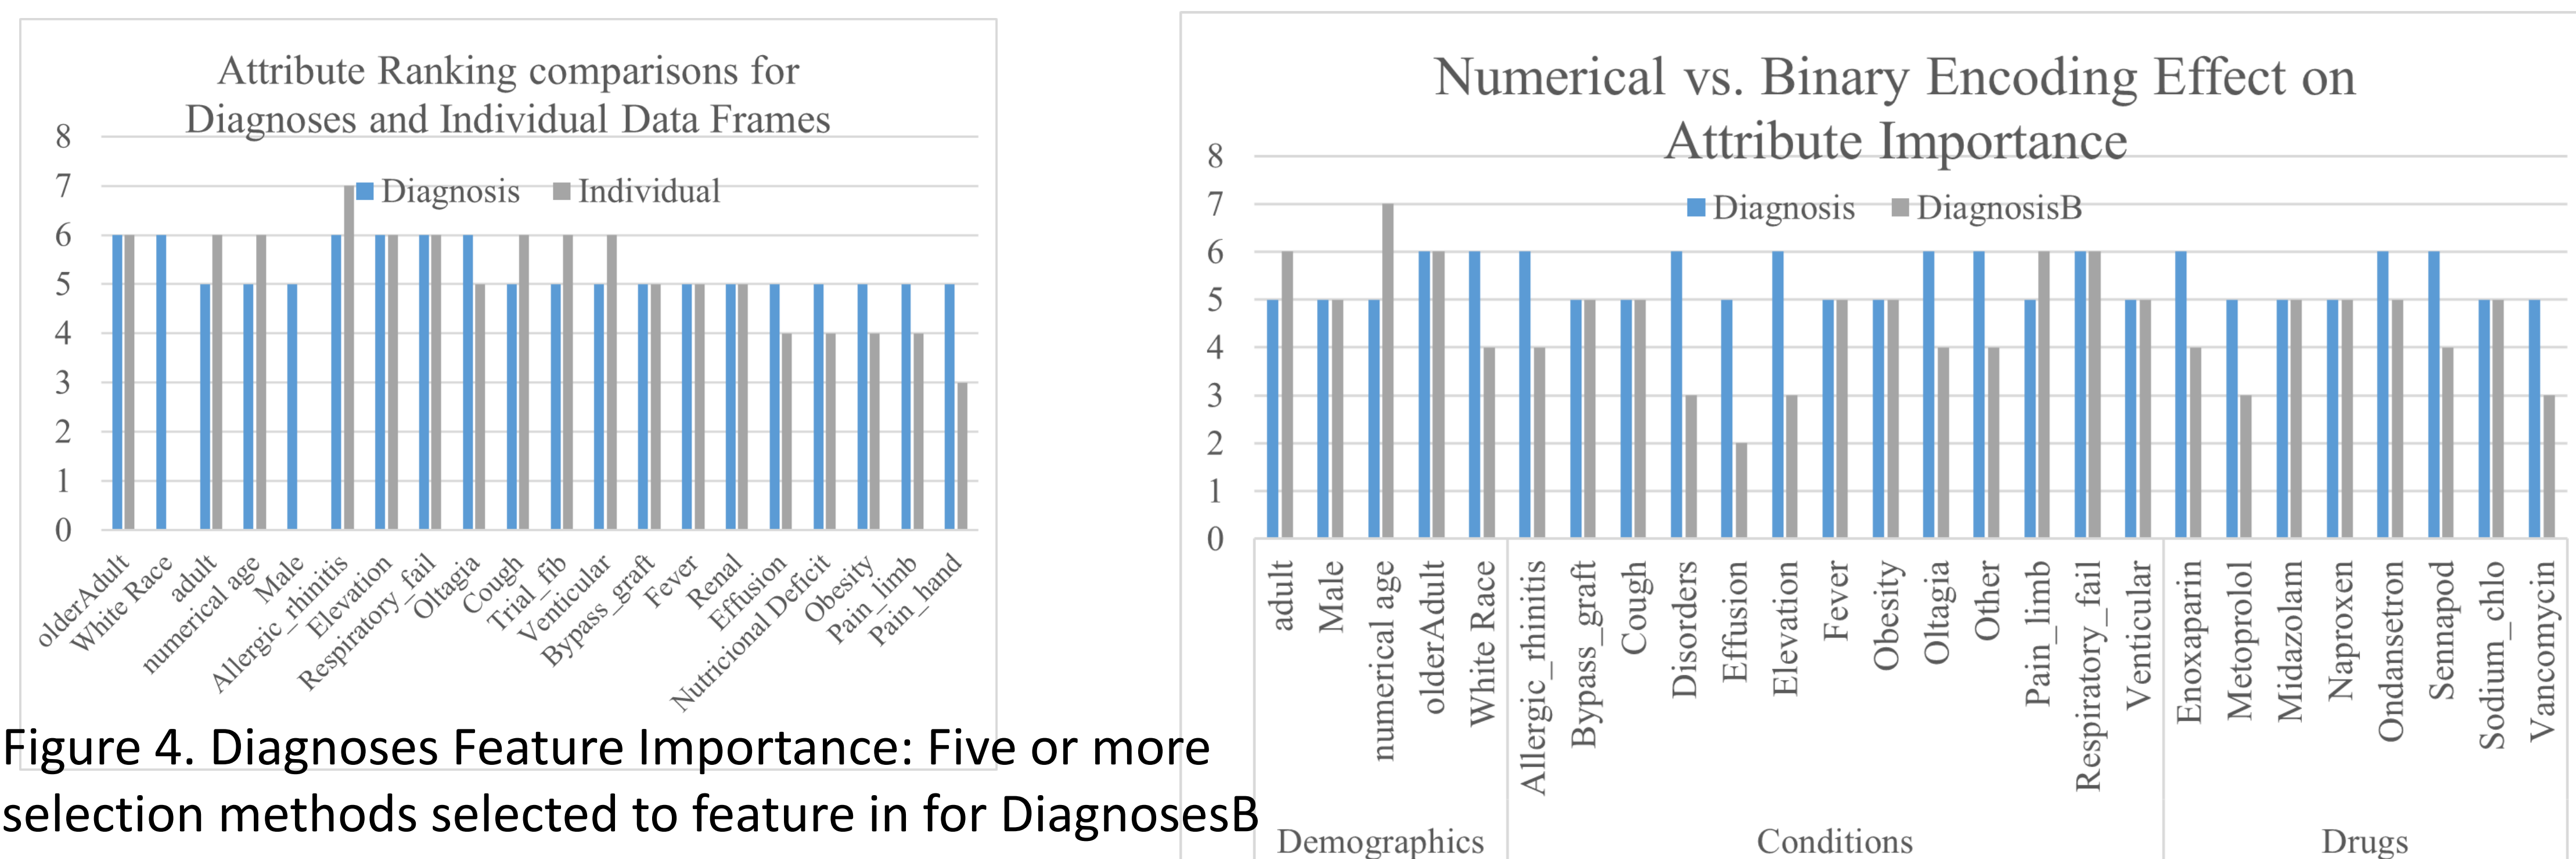 Attribute Ranking comparisons for
Diagnoses and Individual Data Frames
8
7
6
5
4
3
2
1
0
Diagnosis
Individual
olderAdult
White Race
adult
numerical age
Male
Allergic_rhinitis
Elevation
Respiratory_fail
Oltagia
Cough
Trial_fib
Venticular
Bypass_graft
Fever
Renal
Effusion
Nutricional Deficit
Obesity
Pain_limb
Pain_hand
Figure 4. Diagnoses Feature Importance: Five or more
selection methods selected to feature in for DiagnosesB
Numerical vs. Binary Encoding Effect on
Attribute Importance
8
7
6
5
4
3
2
1
0
Diagnosis
DiagnosisB
adult
Male
numerical age
olderAdult
White Race
Allergic_rhinitis
Bypass_graft
Cough
Disorders
Effusion
Elevation
Fever
Obesity
Oltagia
Other
Pain_limb
Respiratory_fail
Venticular
Enoxaparin
Metoprolol
Midazolam
Naproxen
Ondansetron
Sennapod
Sodium_chlo
Vancomycin
Demographics
Conditions
Drugs